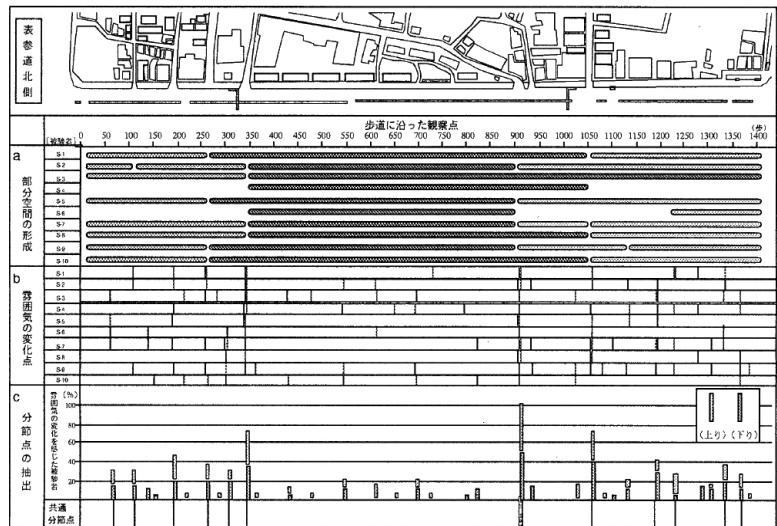 表参道北側
歩道に沿った観察点
(歩)
[被験者] 0 50 100 150 200 250 300 350 400 450 500 550 600 650 700 750 800 850 900 950 1000 1050 1100 1150 1200 1250 1300 1350 1400
a
部分空間の形成
S-1
S-2
S-3
S-4
S-5
S-6
S-7
S-8
S-9
S-10
b
雰囲気の変化点
S-1
S-2
S-3
S-4
S-5
S-6
S-7
S-8
S-9
S-10
c
分節点の抽出
雰囲気の変化を感じた被験者
(%)
100
80
60
40
20
(上り) (下り)
共通
分節点